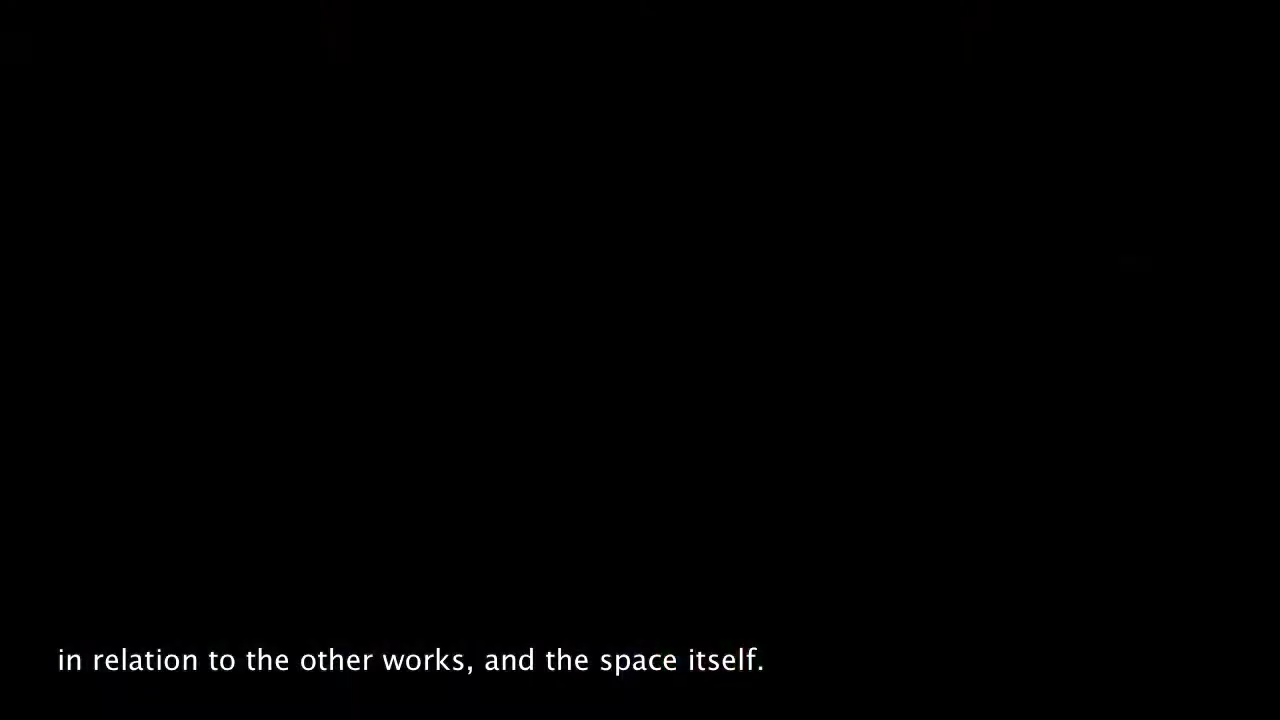 in relation to the other works, and the space itself.